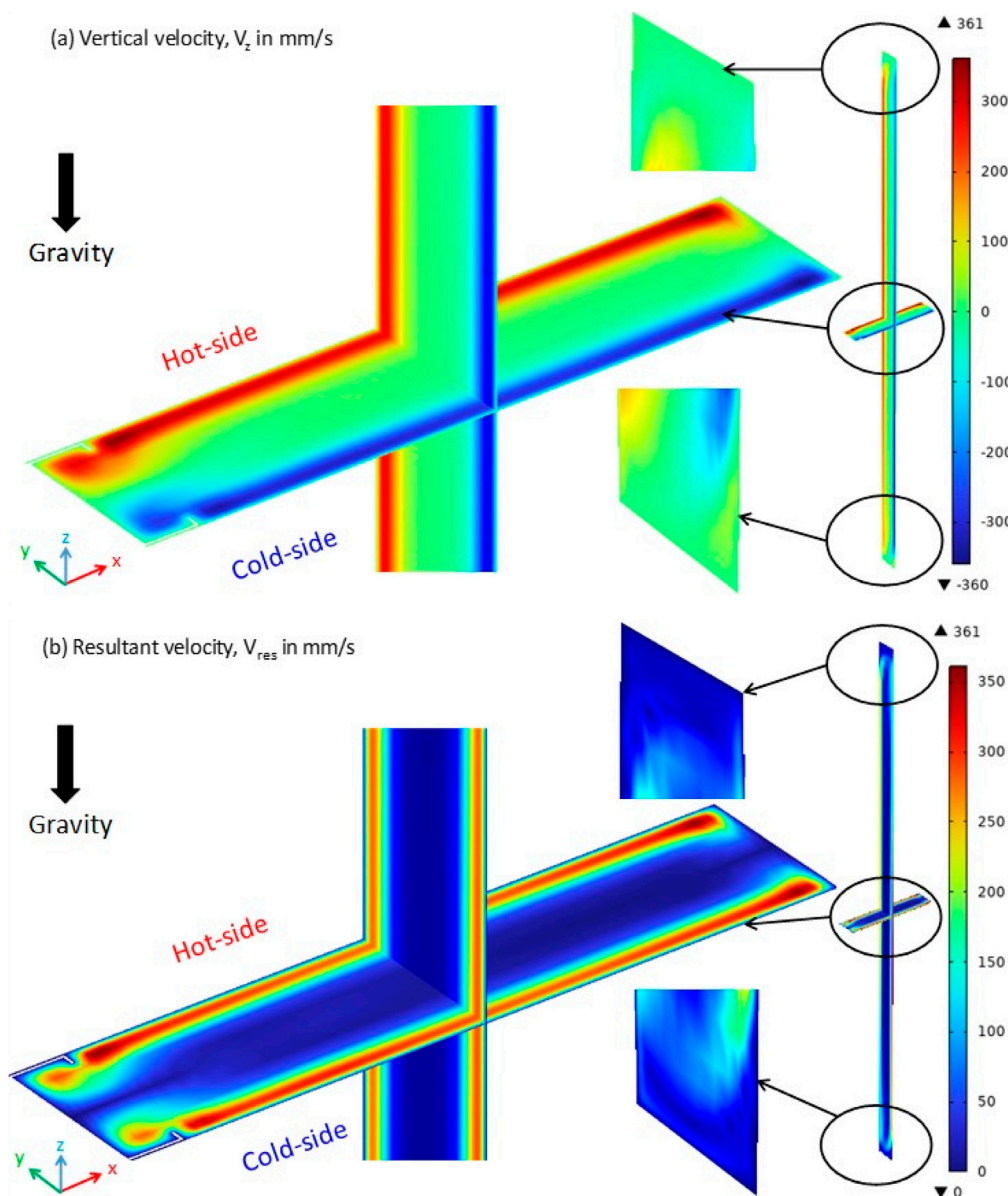 (a) Vertical velocity, Vz in mm/s
▲ 361
300
200
100
0
-100
-200
-300
▼ -360
Gravity
Hot-side
Cold-side
y
z
x
(b) Resultant velocity, Vres in mm/s
▲ 361
350
300
250
200
150
100
50
0
▼ 0
Gravity
Hot-side
Cold-side
y
z
x